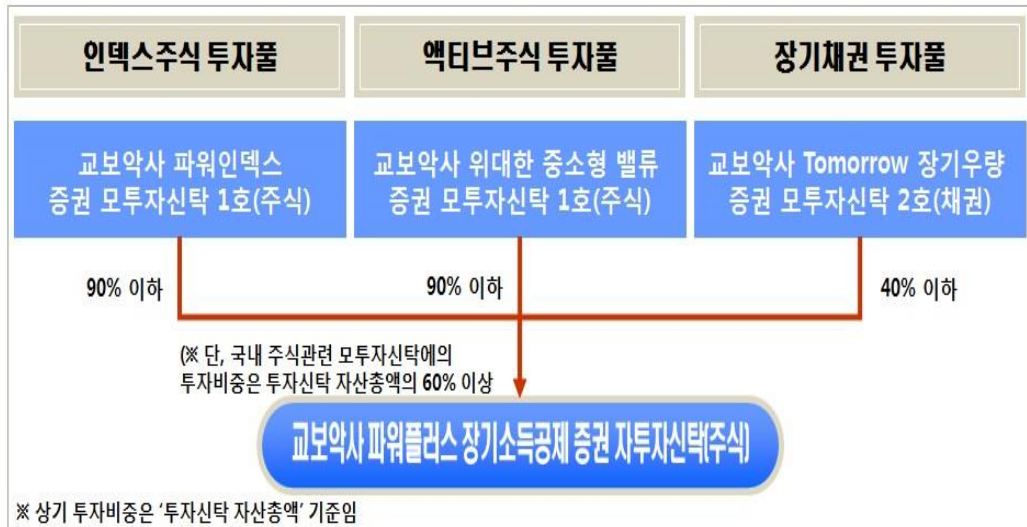 인덱스주식 투자풀
액티브주식 투자풀
장기채권 투자풀
교보악사 파워인덱스
증권 모투자신탁 1호(주식)
교보악사 위대한 중소형 밸류
증권 모투자신탁 1호(주식)
교보악사 Tomorrow 장기우량
증권 모투자신탁 2호(채권)
90% 이하
90% 이하
40% 이하
(※ 단, 국내 주식관련 모투자신탁에의
투자비중은 투자신탁 자산총액의 60% 이상
교보악사 파워플러스 장기소득공제 증권 자투자신탁(주식)
※ 상기 투자비중은 '투자신탁 자산총액' 기준임